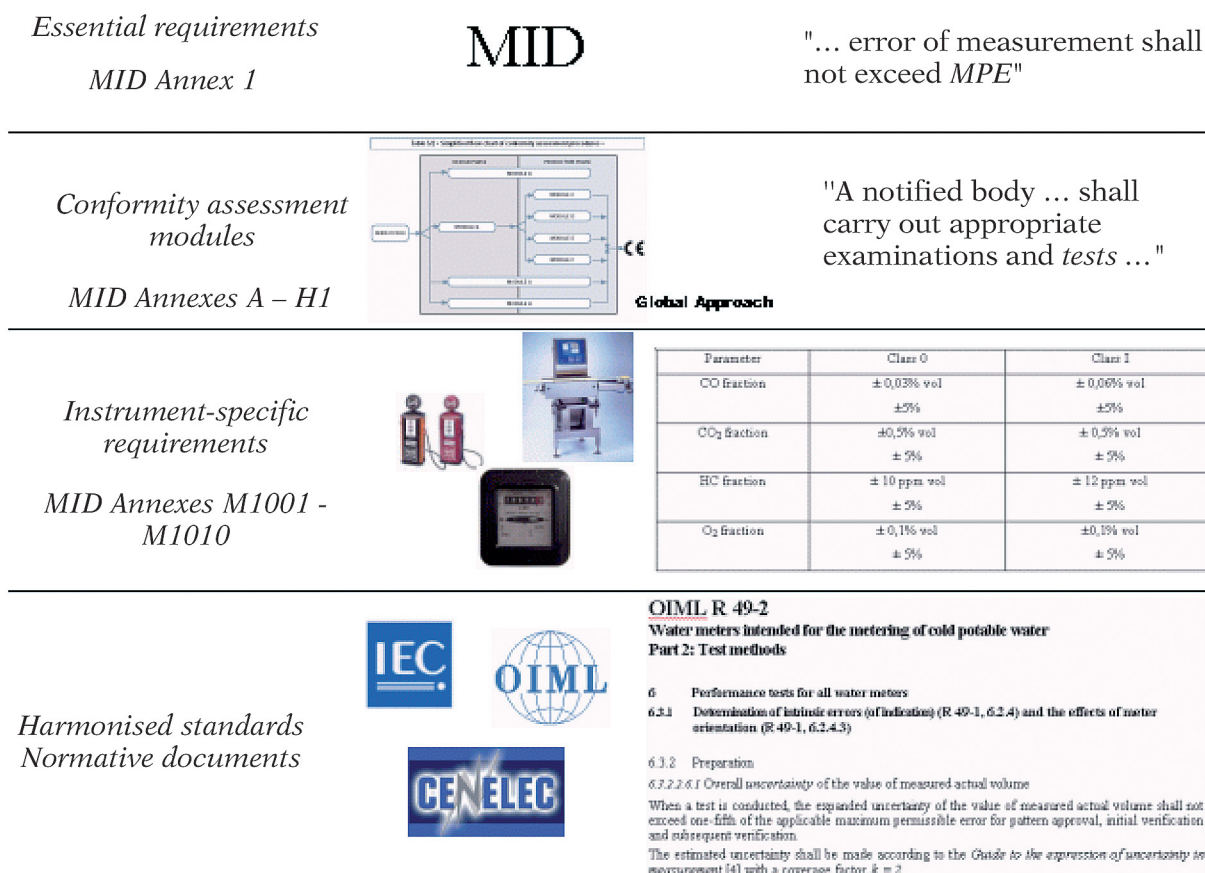 Essential requirements
MID Annex 1
MID
"... error of measurement shall
not exceed MPE"
Conformity assessment
modules
MID Annexes A – H1
CE
Global Approach
"A notified body ... shall
carry out appropriate
examinations and tests ..."
Instrument-specific
requirements
MID Annexes M1001 -
M1010
Parameter Class 0 Class I
CO fraction ± 0,03% vol ± 0,06% vol
±5% ±5%
CO₂ fraction ±0,5% vol ± 0,5% vol
± 5% ± 5%
HC fraction ± 10 ppm vol ± 12 ppm vol
± 5% ± 5%
O₂ fraction ± 0,1% vol ±0,1% vol
± 5% ± 5%
Harmonised standards
Normative documents
IEC
OIML
CENELEC
OIML R 49-2
Water meters intended for the metering of cold potable water
Part 2: Test methods
6 Performance tests for all water meters
6.3.1 Determination of intrinsic errors (of indication) (R 49-1, 6.2.4) and the effects of meter
orientation (R 49-1, 6.2.4.3)
6.3.2 Preparation
6.3.2.2.6.1 Overall uncertainty of the value of measured actual volume
When a test is conducted, the expanded uncertainty of the value of measured actual volume shall not
exceed one-fifth of the applicable maximum permissible error for pattern approval, initial verification
and subsequent verification.
The estimated uncertainty shall be made according to the Guide to the expression of uncertainty in
measurement [4] with a coverage factor, k = 2